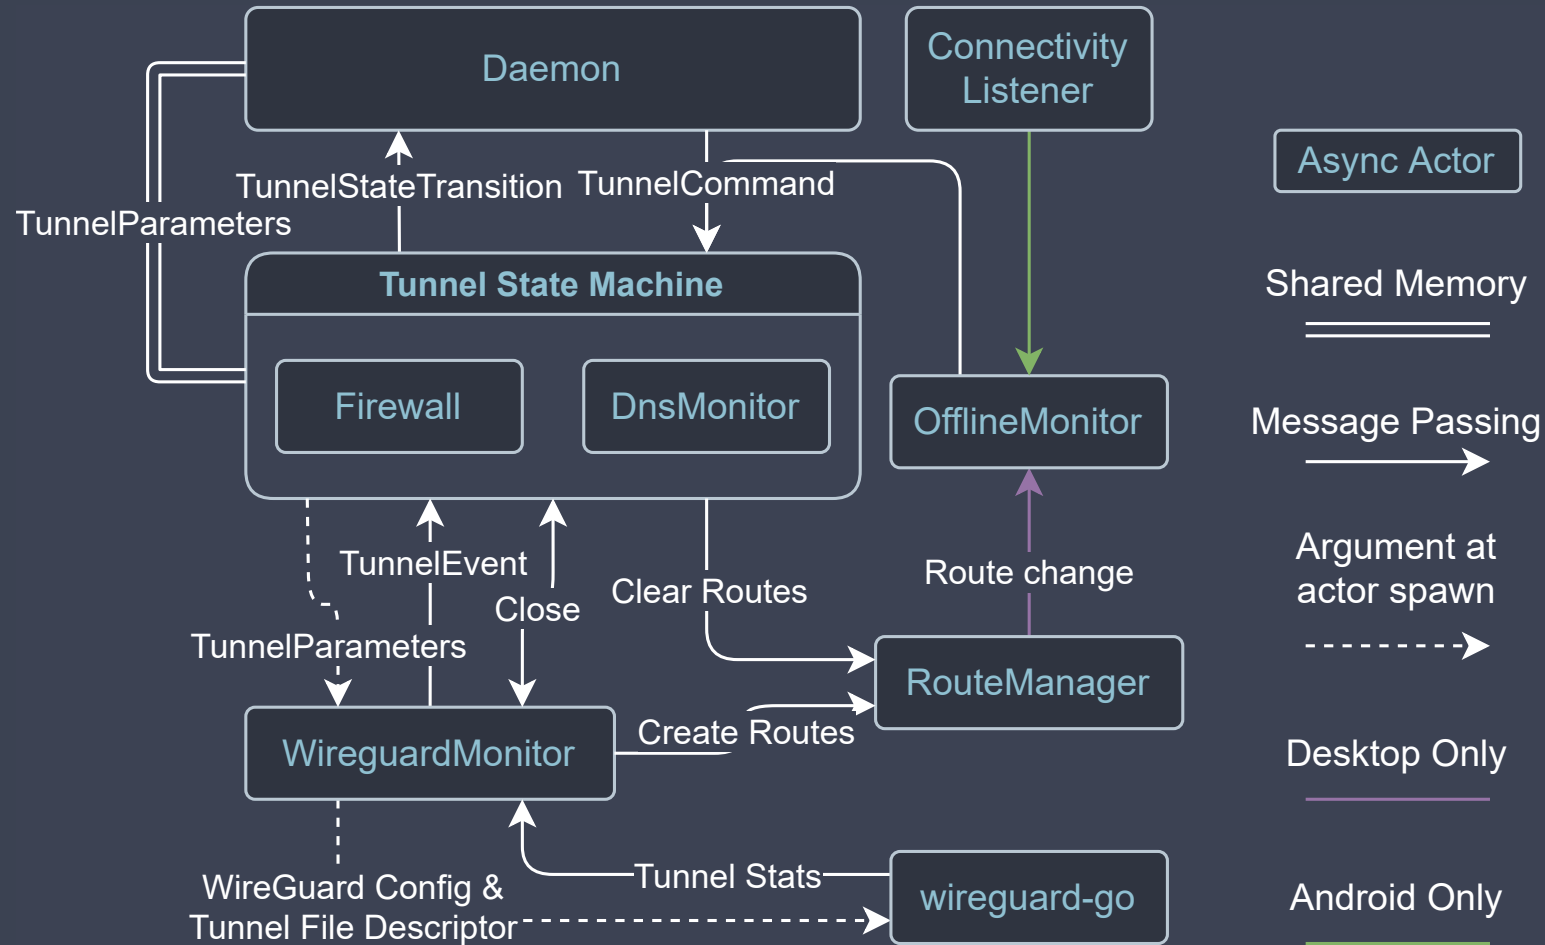 Daemon
Connectivity
Listener
Async Actor
TunnelStateTransition
TunnelCommand
TunnelParameters
Tunnel State Machine
Shared Memory
Firewall
DnsMonitor
OfflineMonitor
Message Passing
TunnelEvent
Close
Clear Routes
Route change
Argument at
actor spawn
TunnelParameters
RouteManager
WireguardMonitor
Create Routes
Desktop Only
Tunnel Stats
WireGuard Config &
Tunnel File Descriptor
wireguard-go
Android Only